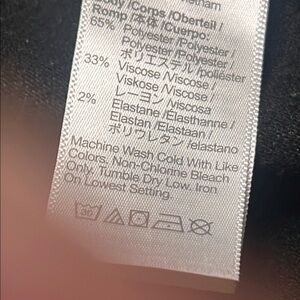 Body /Corps /Oberteil /
Romp /本体 /Cuerpo:
65% Polyester /Polyester /
Polyester /Polyester /
ポリエステル /poliéster
33% Viscose /Viscose /
Viskose /Viscose /
レーヨン /viscosa
2% Elastane /Elasthanne /
Elastan /Elastaan /
ポリウレタン /elastano
Machine Wash Cold With Like
Colors. Non-Chlorine Bleach
Only. Tumble Dry Low. Iron
On Lowest Setting.
30